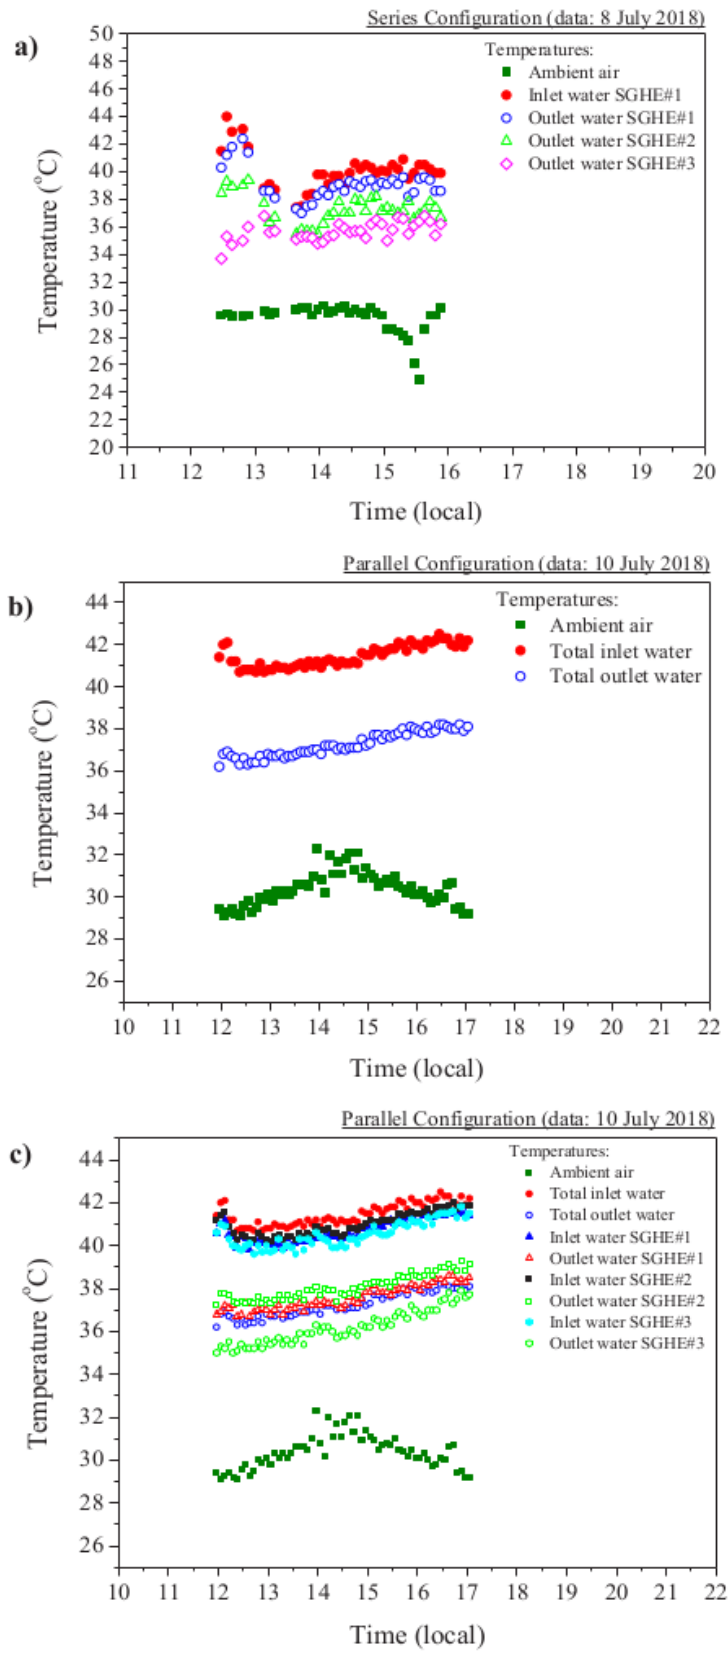 Series Configuration (data: 8 July 2018)
a)
Temperatures:
Ambient air
Inlet water SGHE#1
Outlet water SGHE#1
Outlet water SGHE#2
Outlet water SGHE#3
Temperature (°C)
50
48
46
44
42
40
38
36
34
32
30
28
26
24
22
20
11 12 13 14 15 16 17 18 19 20
Time (local)
Parallel Configuration (data: 10 July 2018)
b)
Temperatures:
Ambient air
Total inlet water
Total outlet water
Temperature (°C)
44
42
40
38
36
34
32
30
28
26
10 11 12 13 14 15 16 17 18 19 20 21 22
Time (local)
Parallel Configuration (data: 10 July 2018)
c)
Temperatures:
Ambient air
Total inlet water
Total outlet water
Inlet water SGHE#1
Outlet water SGHE#1
Inlet water SGHE#2
Outlet water SGHE#2
Inlet water SGHE#3
Outlet water SGHE#3
Temperature (°C)
44
42
40
38
36
34
32
30
28
26
10 11 12 13 14 15 16 17 18 19 20 21 22
Time (local)